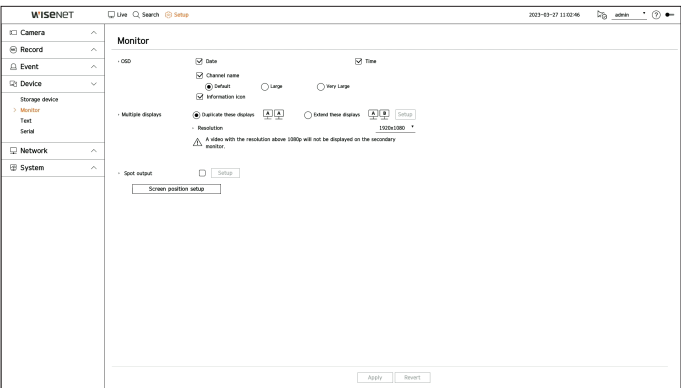 WISENET
Live Search Setup 2023-03-27 11:02:46 admin
Camera
Record
Event
Device
Storage device
Monitor
Text
Serial
Network
System
Monitor
OSD Date Time
Channel name
Default Large Very Large
Information icon
Multiple displays Duplicate these displays A A Extend these displays A B Setup
Resolution 1920x1080
A video with the resolution above 1080p will not be displayed on the secondary
monitor.
Spot output Setup
Screen position setup
Apply Revert